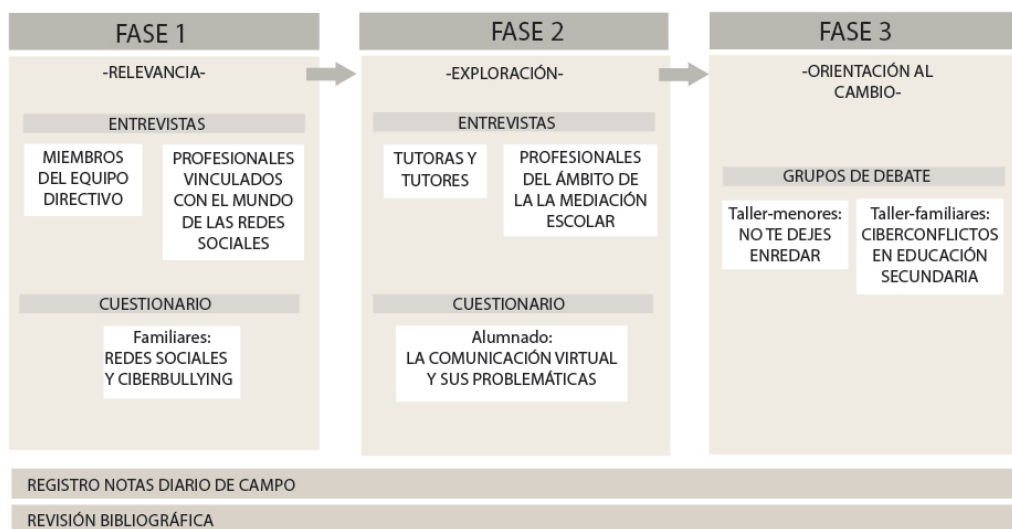 FASE 1
-RELEVANCIA-
ENTREVISTAS
MIEMBROS
DEL EQUIPO
DIRECTIVO
PROFESIONALES
VINCULADOS
CON EL MUNDO
DE LAS REDES
SOCIALES
CUESTIONARIO
Familiares:
REDES SOCIALES
Y CIBERBULLYING
FASE 2
-EXPLORACIÓN-
ENTREVISTAS
TUTORAS Y
TUTORES
PROFESIONALES
DEL ÁMBITO DE
LA LA MEDIACIÓN
ESCOLAR
CUESTIONARIO
Alumnado:
LA COMUNICACIÓN VIRTUAL
Y SUS PROBLEMÁTICAS
FASE 3
-ORIENTACIÓN AL
CAMBIO-
GRUPOS DE DEBATE
Taller-menores:
NO TE DEJES
ENREDAR
Taller-familiares:
CIBERCONFLICTOS
EN EDUCACIÓN
SECUNDARIA
REGISTRO NOTAS DIARIO DE CAMPO
REVISIÓN BIBLIOGRÁFICA